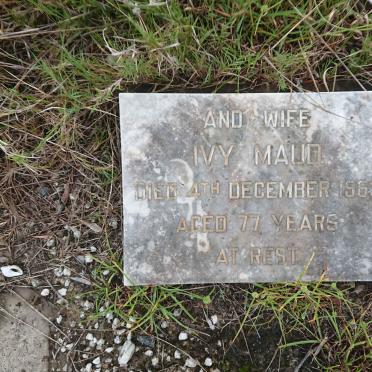 AND WIFE
IVY MAUD
DIED 4TH DECEMBER
AGED 77 YEARS
AT REST